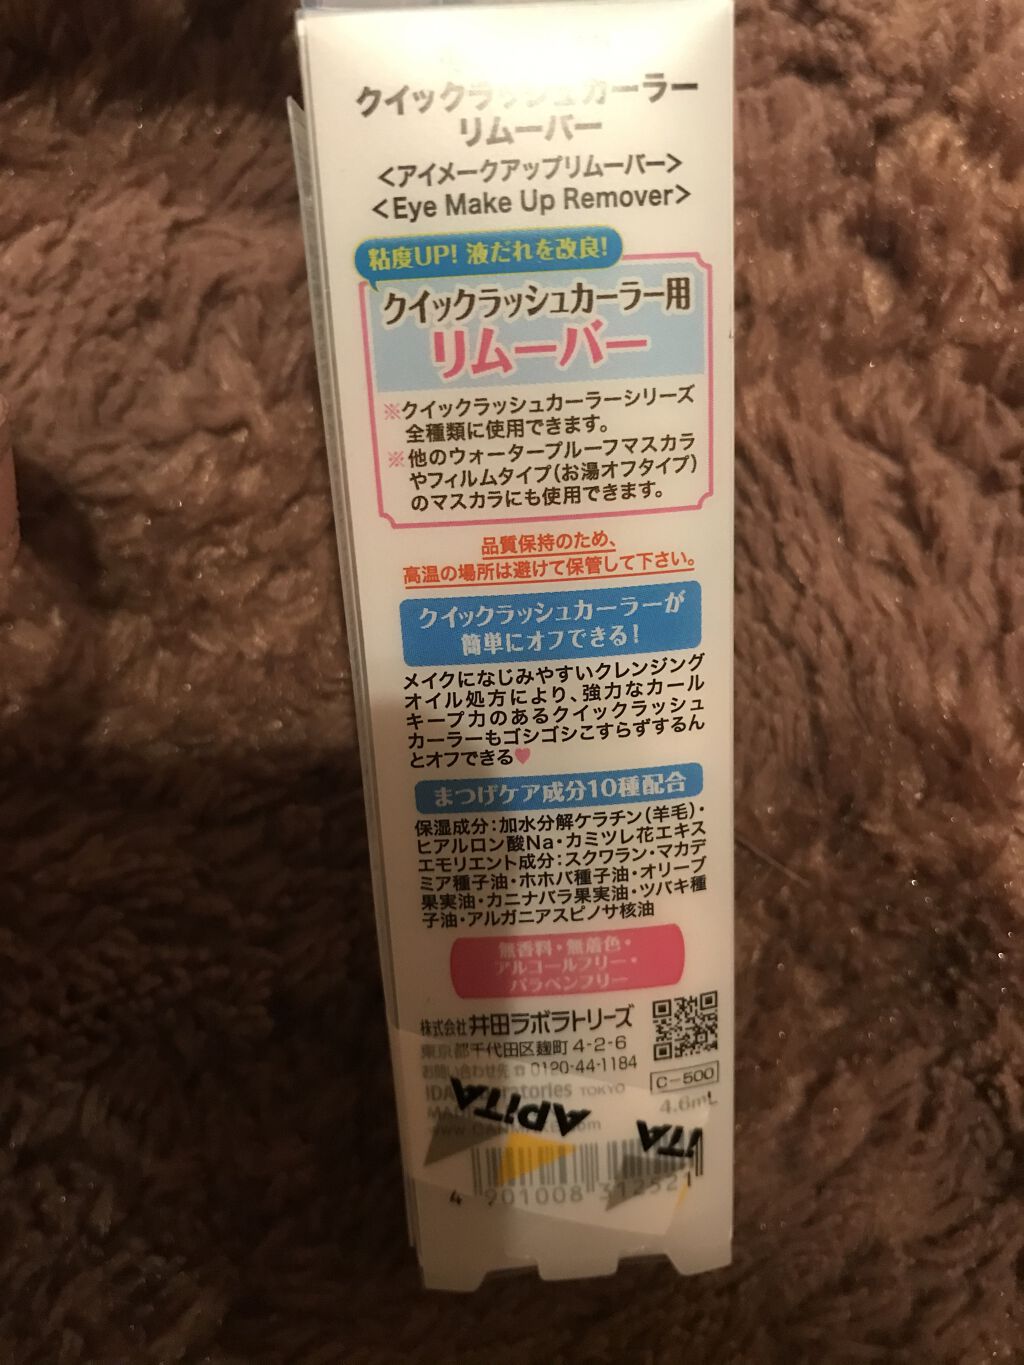 クイックラッシュカーラー
リムーバー
<アイメークアップリムーバー>
<Eye Make Up Remover>
粘度UP! 液だれを改良!
クイックラッシュカーラー用
リムーバー
※クイックラッシュカーラーシリーズ
全種類に使用できます。
※他のウォータープルーフマスカラ
やフィルムタイプ(お湯オフタイプ)
のマスカラにも使用できます。
品質保持のため、
高温の場所は避けて保管して下さい。
クイックラッシュカーラーが
簡単にオフできる!
メイクになじみやすいクレンジング
オイル処方により、強力なカール
キープ力のあるクイックラッシュ
カーラーもゴシゴシこすらずするん
とオフできる♥
まつげケア成分10種配合
保湿成分:加水分解ケラチン(羊毛)・
ヒアルロン酸Na・カミツレ花エキス
エモリエント成分:スクワラン・マカデ
ミア種子油・ホホバ種子油・オリーブ
果実油・カニナバラ果実油・ツバキ種
子油・アルガニアスピノサ核油
無香料・無着色・
アルコールフリー・
パラベンフリー
株式会社 井田ラボラトリーズ
東京都千代田区麹町4-2-6
お問い合わせ先 ☎ 0120-44-1184
IDA Laboratories TOKYO
C-500
4.6mL
APiTA
iTA
4 901008 312521